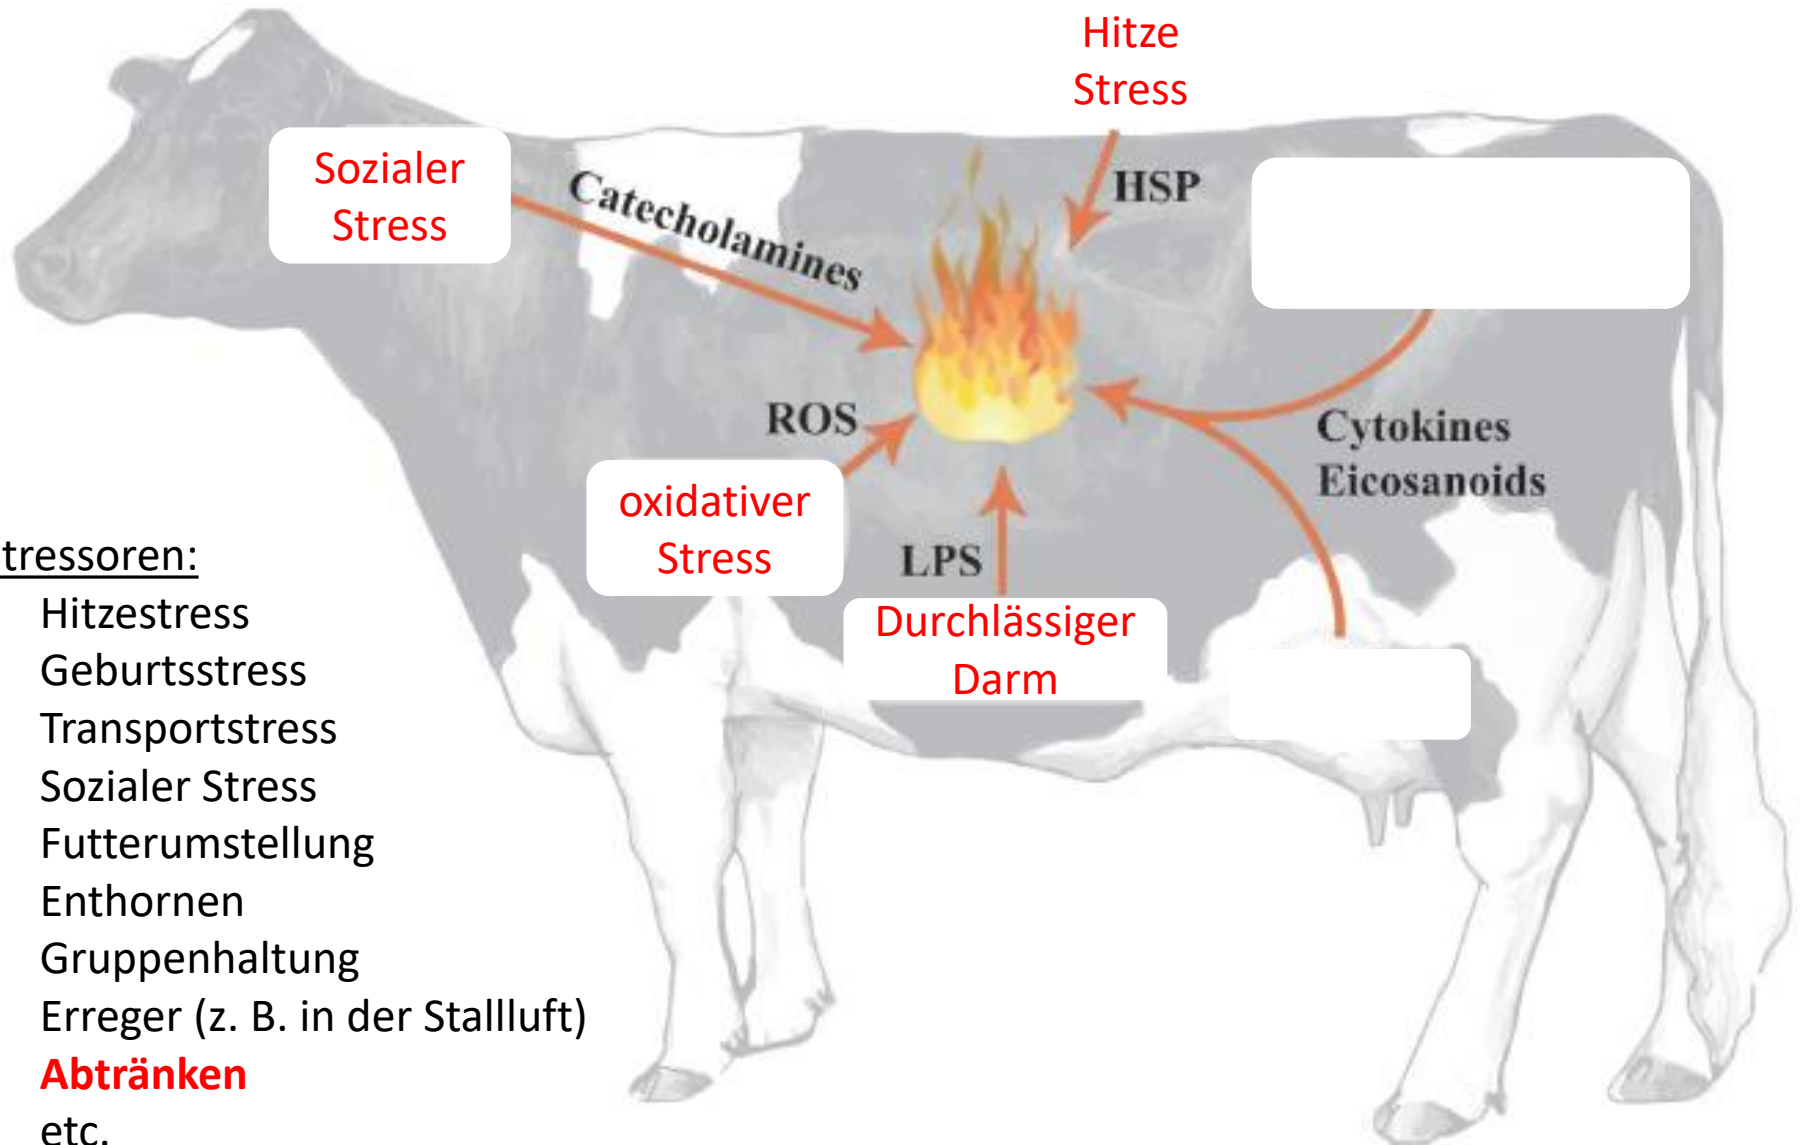 Hitze
Stress
Sozialer
Stress
Catecholamines
HSP
ROS
Cytokines
Eicosanoids
oxidativer
Stress
LPS
Durchlässiger
Darm
tressoren:
Hitzestress
Geburtsstress
Transportstress
Sozialer Stress
Futterumstellung
Enthornen
Gruppenhaltung
Erreger (z. B. in der Stallluft)
Abtränken
etc.